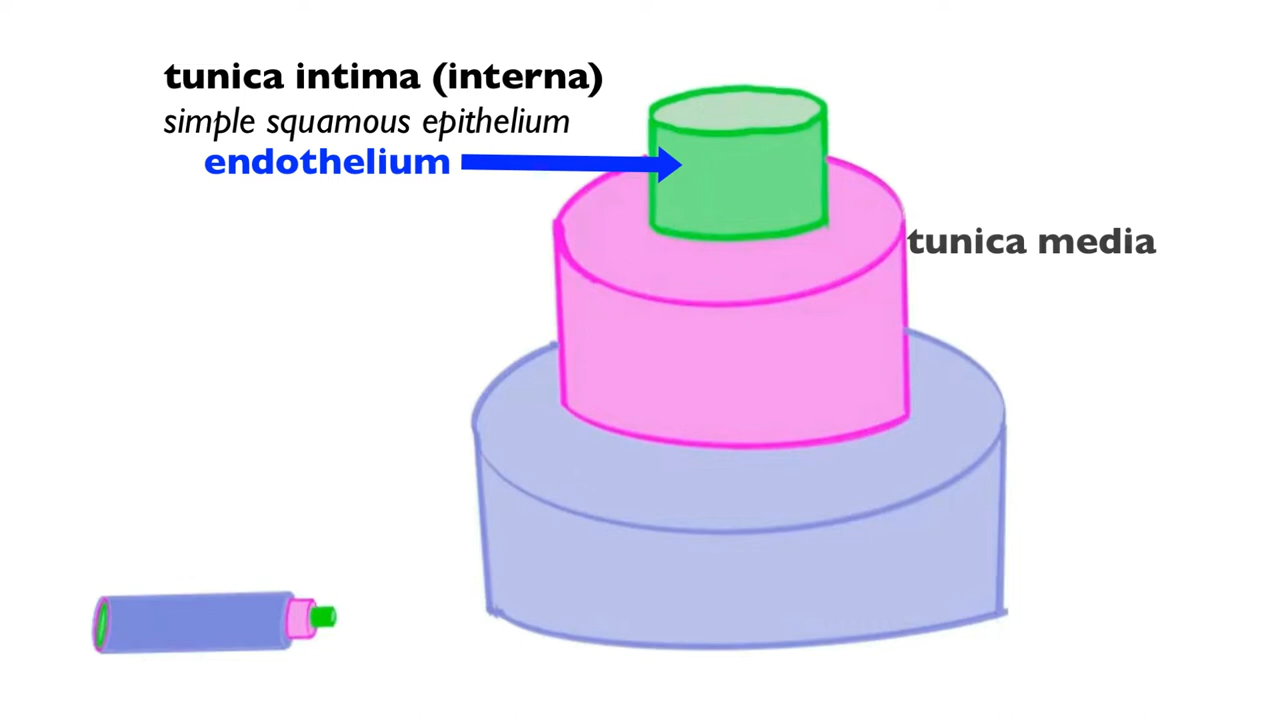 tunica intima (interna)
simple squamous epithelium
endothelium
tunica media